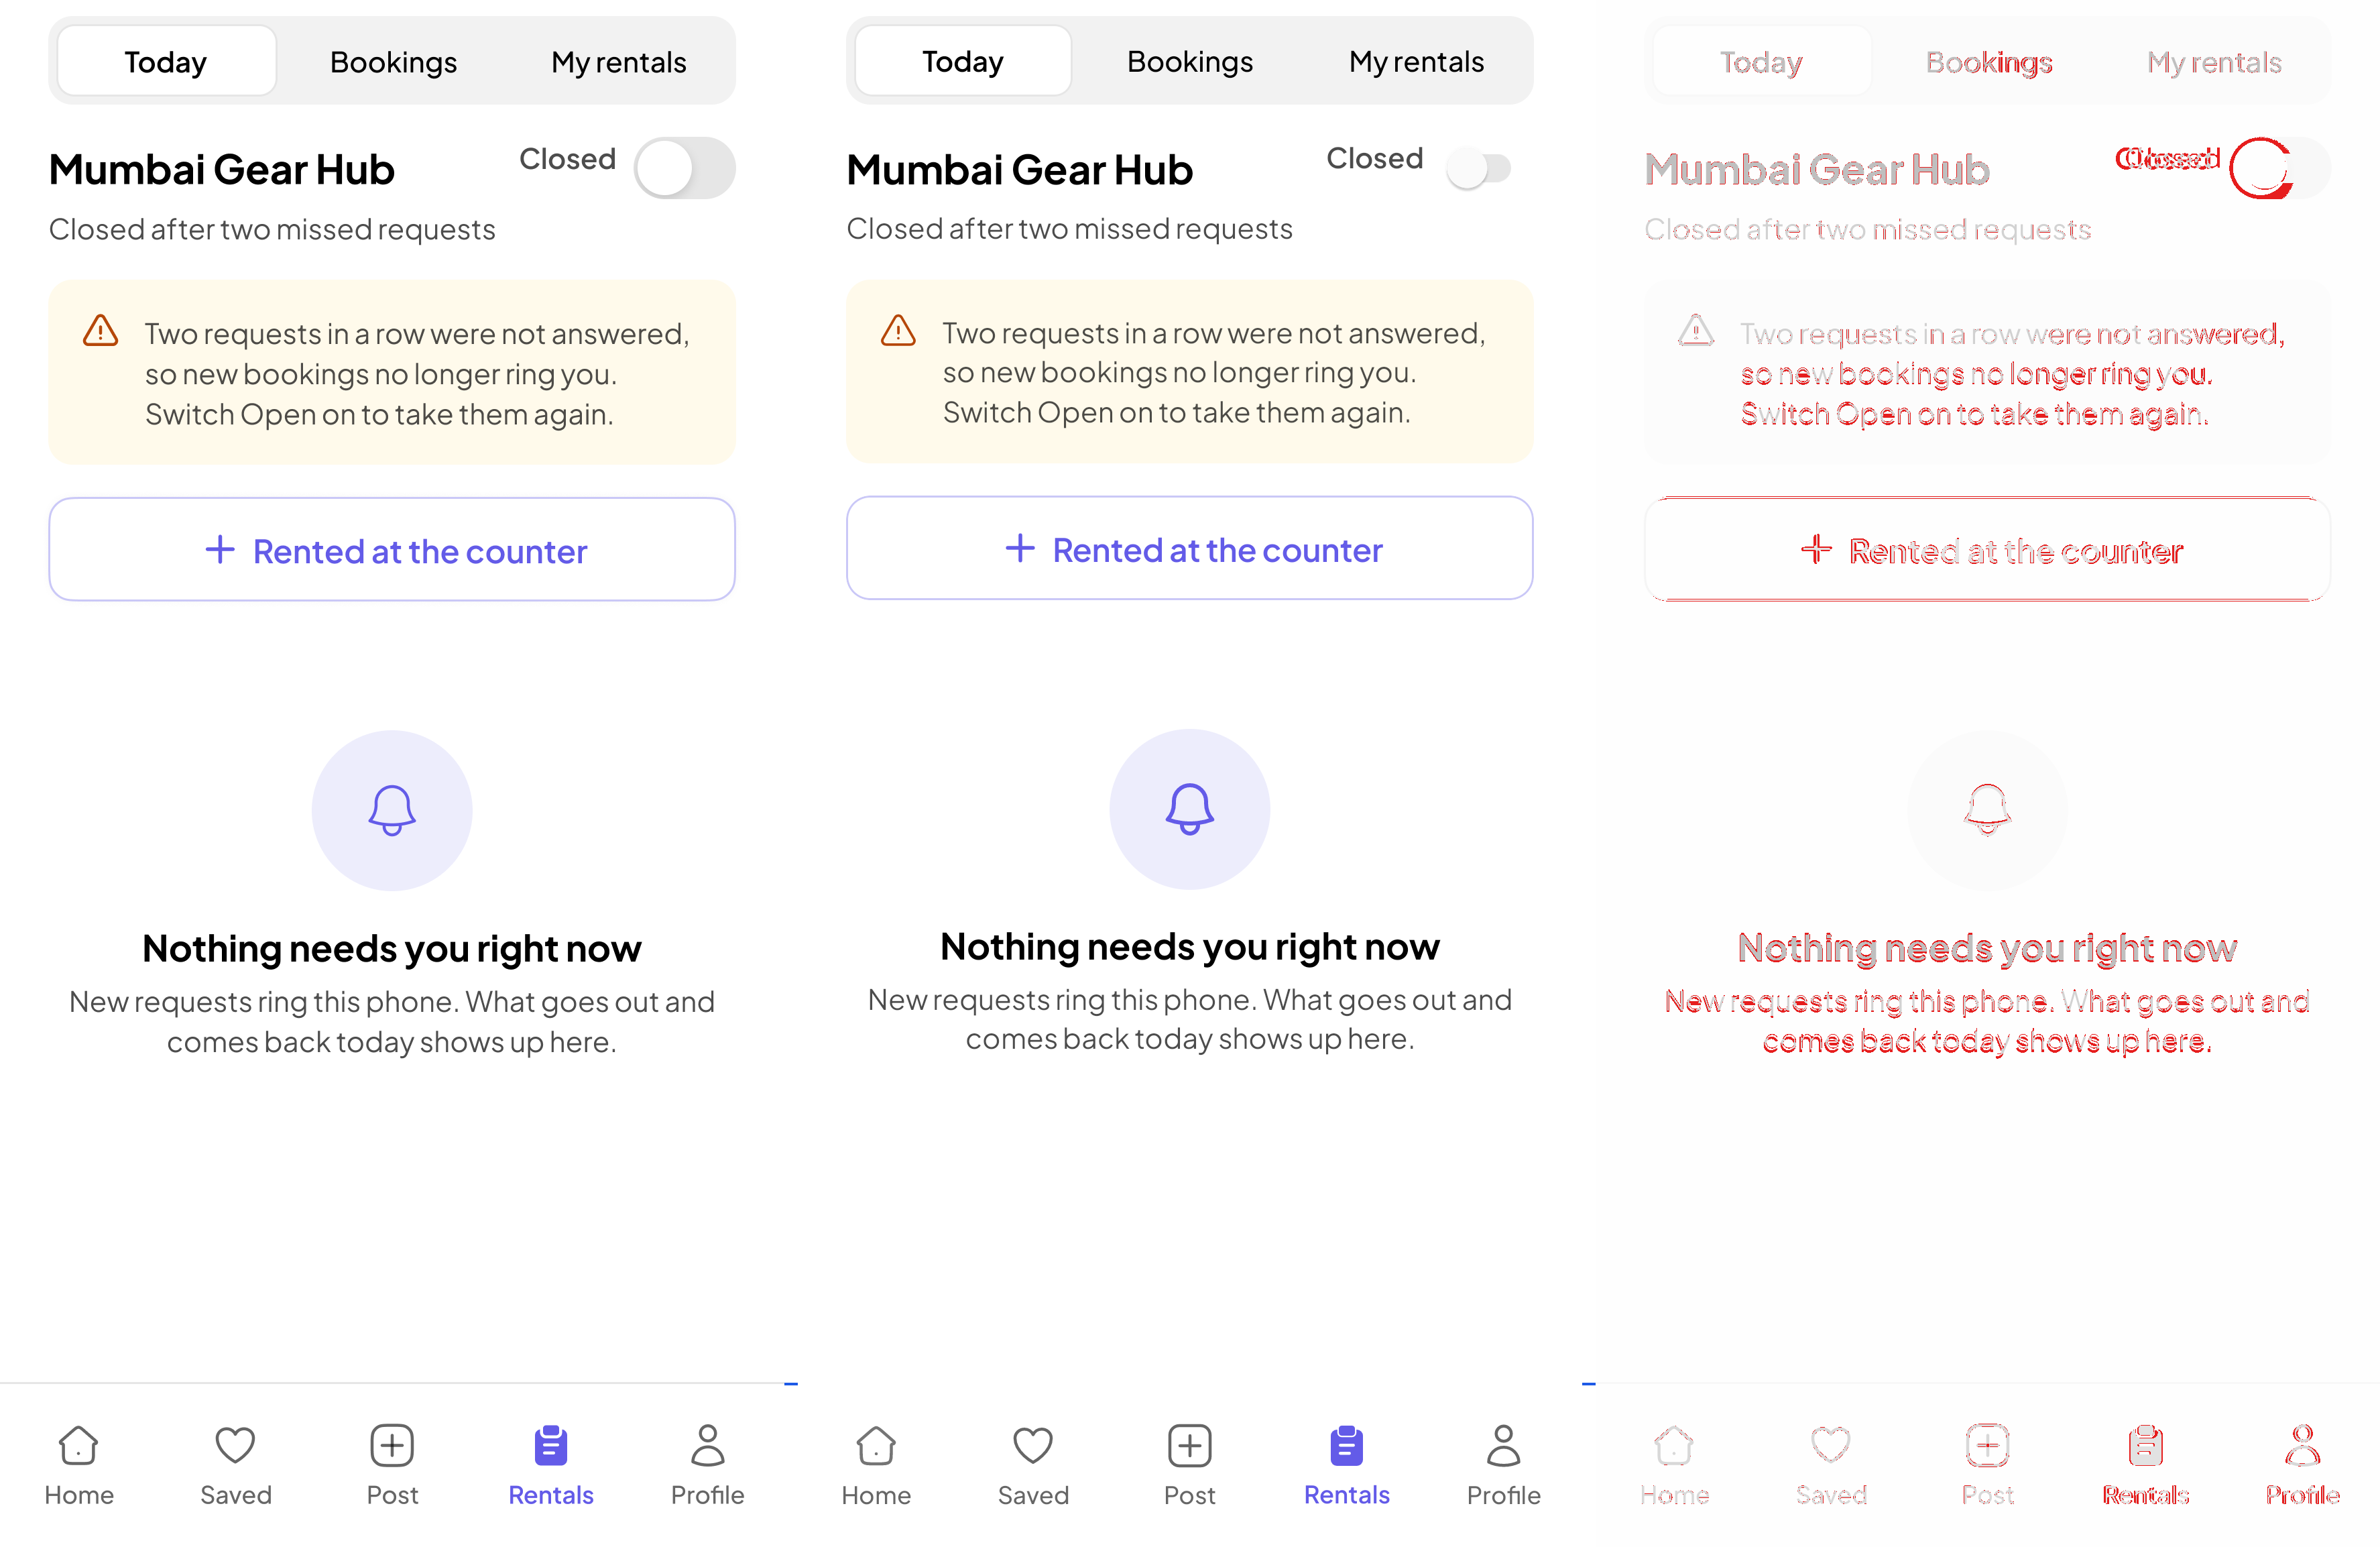 Today Bookings My rentals
Mumbai Gear Hub Closed
Closed after two missed requests
Two requests in a row were not answered,
so new bookings no longer ring you.
Switch Open on to take them again.
Rented at the counter
Nothing needs you right now
New requests ring this phone. What goes out and
comes back today shows up here.
Home Saved Post Rentals Profile
Today Bookings My rentals
Mumbai Gear Hub Closed
Closed after two missed requests
Two requests in a row were not answered,
so new bookings no longer ring you.
Switch Open on to take them again.
Rented at the counter
Nothing needs you right now
New requests ring this phone. What goes out and
comes back today shows up here.
Home Saved Post Rentals Profile
Today Bookings My rentals
Mumbai Gear Hub Closed
Closed after two missed requests
Two requests in a row were not answered,
so new bookings no longer ring you.
Switch Open on to take them again.
Rented at the counter
Nothing needs you right now
New requests ring this phone. What goes out and
comes back today shows up here.
Home Saved Post Rentals Profile